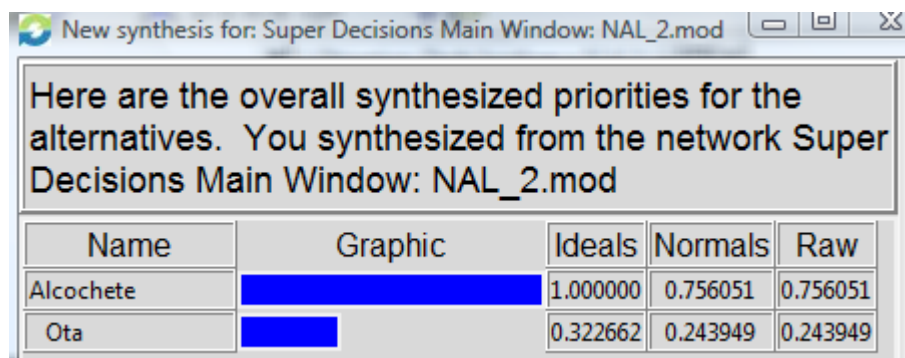 New synthesis for: Super Decisions Main Window: NAL_2.mod
Here are the overall synthesized priorities for the
alternatives. You synthesized from the network Super
Decisions Main Window: NAL_2.mod
Name Graphic Ideals Normals Raw
Alcochete 1.000000 0.756051 0.756051
Ota 0.322662 0.243949 0.243949